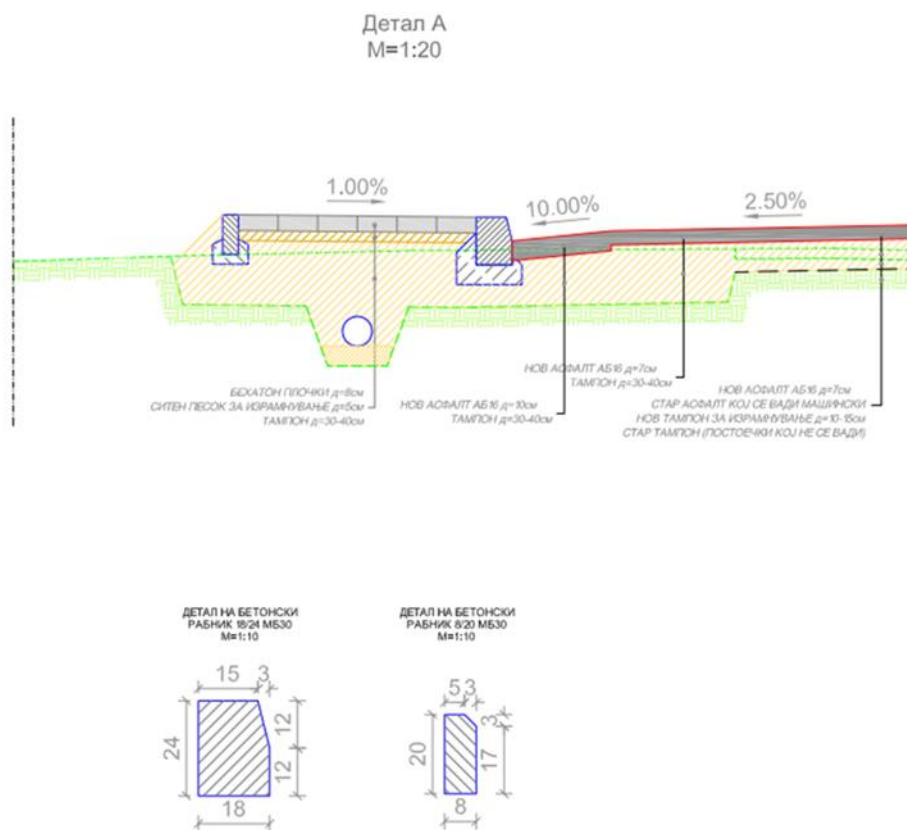 Детал А
М=1:20
1.00%
10.00%
2.50%
БЕХАТОН ПЛОЧКИ д=8см
СИТЕН ПЕСОК ЗА ИЗРАМНУВАЊЕ д=5см
ТАМПОН д=30-40см
НОВ АСФАЛТ АБ16 д=10см
ТАМПОН д=30-40см
НОВ АСФАЛТ АБ16 д=7см
ТАМПОН д=30-40см
НОВ АСФАЛТ АБ16 д=7см
СТАР АСФАЛТ КОЈ СЕ ВАДИ МАШИНСКИ
НОВ ТАМПОН ЗА ИЗРАМНУВАЊЕ д=10-15см
СТАР ТАМПОН (ПОСТОЕЧКИ КОЈ НЕ СЕ ВАДИ)
ДЕТАЛ НА БЕТОНСКИ
РАБНИК 18/24 МБ30
М=1:10
15 3
24
12
12
18
ДЕТАЛ НА БЕТОНСКИ
РАБНИК 8/20 МБ30
М=1:10
5 3
3
20
17
8